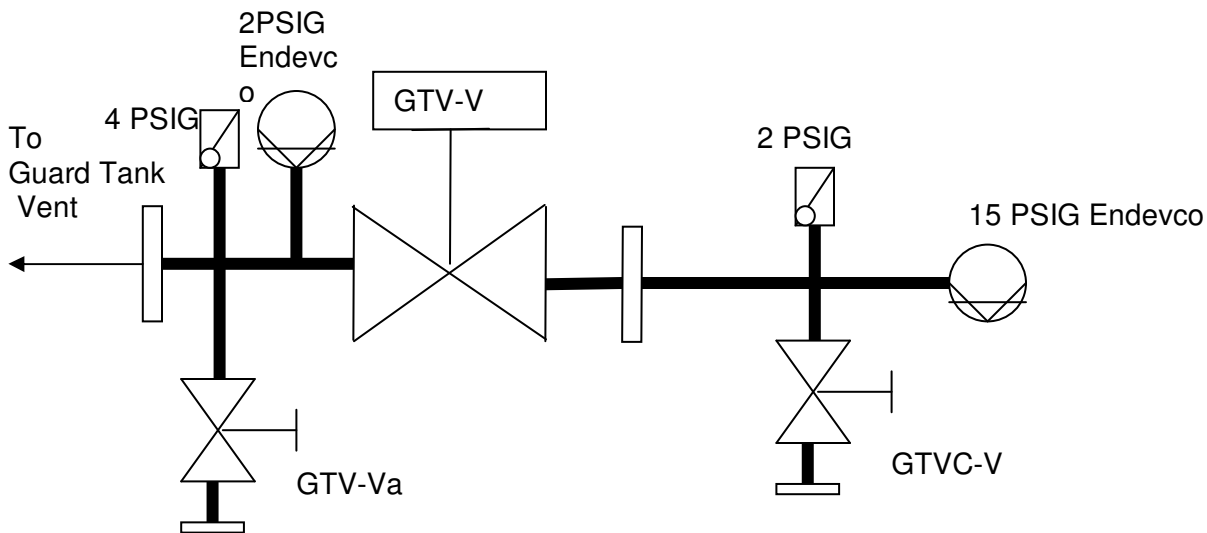 2PSIG
Endevc
o
4 PSIG
GTV-V
To
Guard Tank
Vent
2 PSIG
15 PSIG Endevco
GTV-Va
GTVC-V